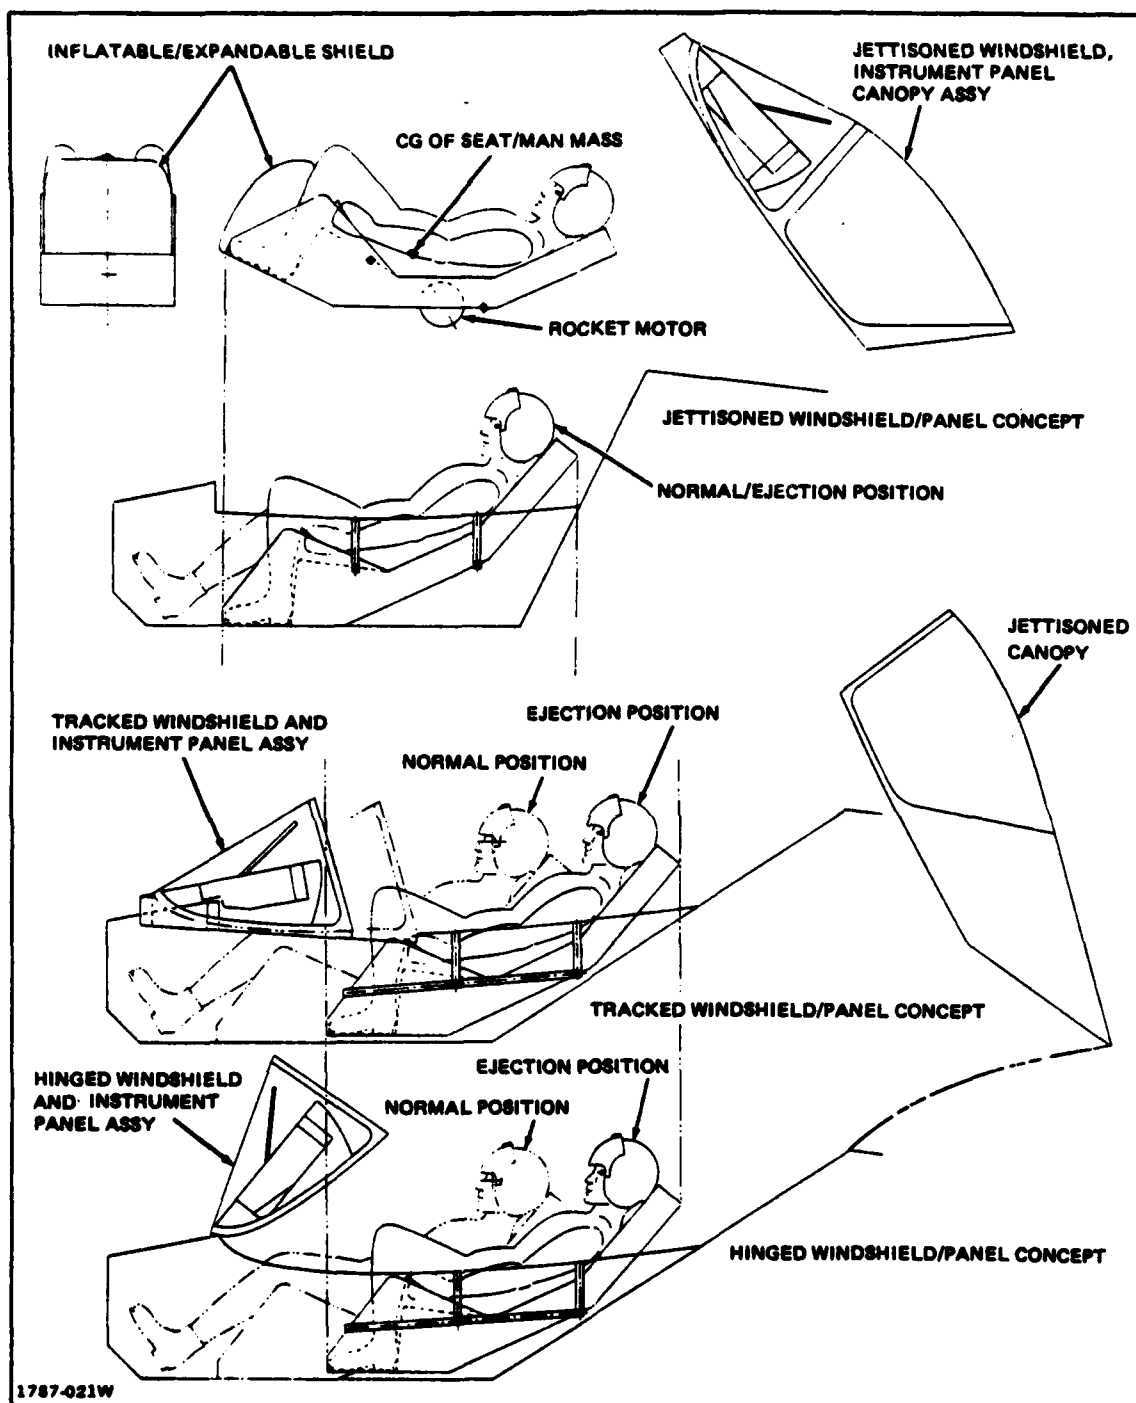 INFLATABLE/EXPANDABLE SHIELD
JETTISONED WINDSHIELD,
INSTRUMENT PANEL
CANOPY ASSY
CG OF SEAT/MAN MASS
ROCKET MOTOR
JETTISONED WINDSHIELD/PANEL CONCEPT
NORMAL/EJECTION POSITION
JETTISONED
CANOPY
TRACKED WINDSHIELD AND
INSTRUMENT PANEL ASSY
EJECTION POSITION
NORMAL POSITION
TRACKED WINDSHIELD/PANEL CONCEPT
HINGED WINDSHIELD
AND INSTRUMENT
PANEL ASSY
EJECTION POSITION
NORMAL POSITION
HINGED WINDSHIELD/PANEL CONCEPT
1787-021W